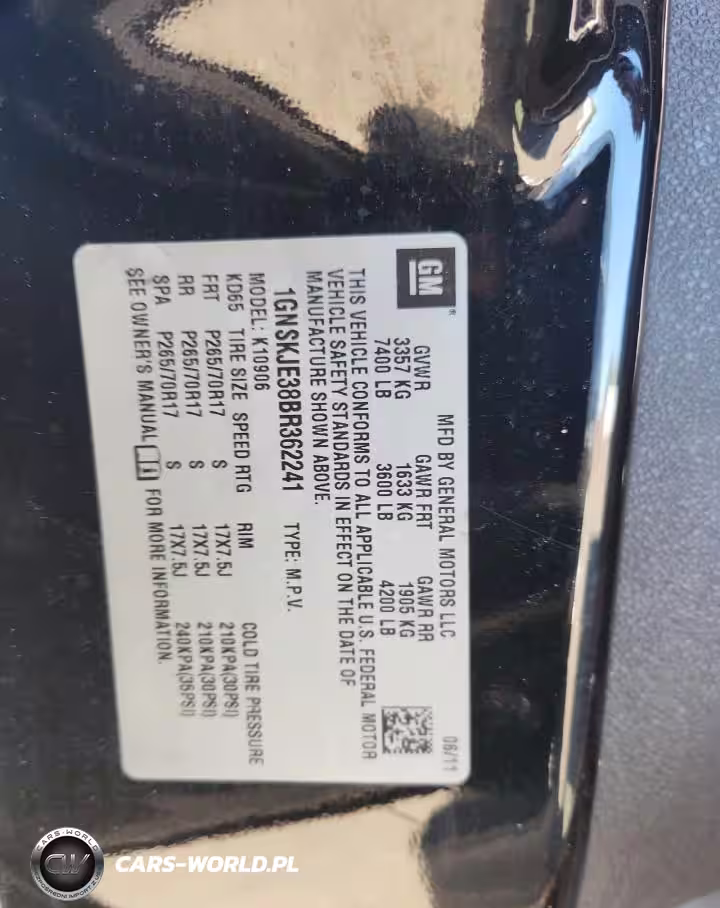 GM®
MFD BY GENERAL MOTORS LLC 06/11
GVWR GAWR FRT GAWR RR
3357 KG 1633 KG 1905 KG
7400 LB 3600 LB 4200 LB
THIS VEHICLE CONFORMS TO ALL APPLICABLE U.S. FEDERAL MOTOR
VEHICLE SAFETY STANDARDS IN EFFECT ON THE DATE OF
MANUFACTURE SHOWN ABOVE.
1GNSKJE38BR362241 TYPE: M.P.V.
MODEL: K10906
KD65 TIRE SIZE SPEED RTG RIM COLD TIRE PRESSURE
FRT P265/70R17 S 17X7.5J 210KPA(30PSI)
RR P265/70R17 S 17X7.5J 210KPA(30PSI)
SPA P265/70R17 S 17X7.5J 240KPA(35PSI)
SEE OWNER'S MANUAL FOR MORE INFORMATION.
CARS-WORLD
CW
CARS-WORLD.PL